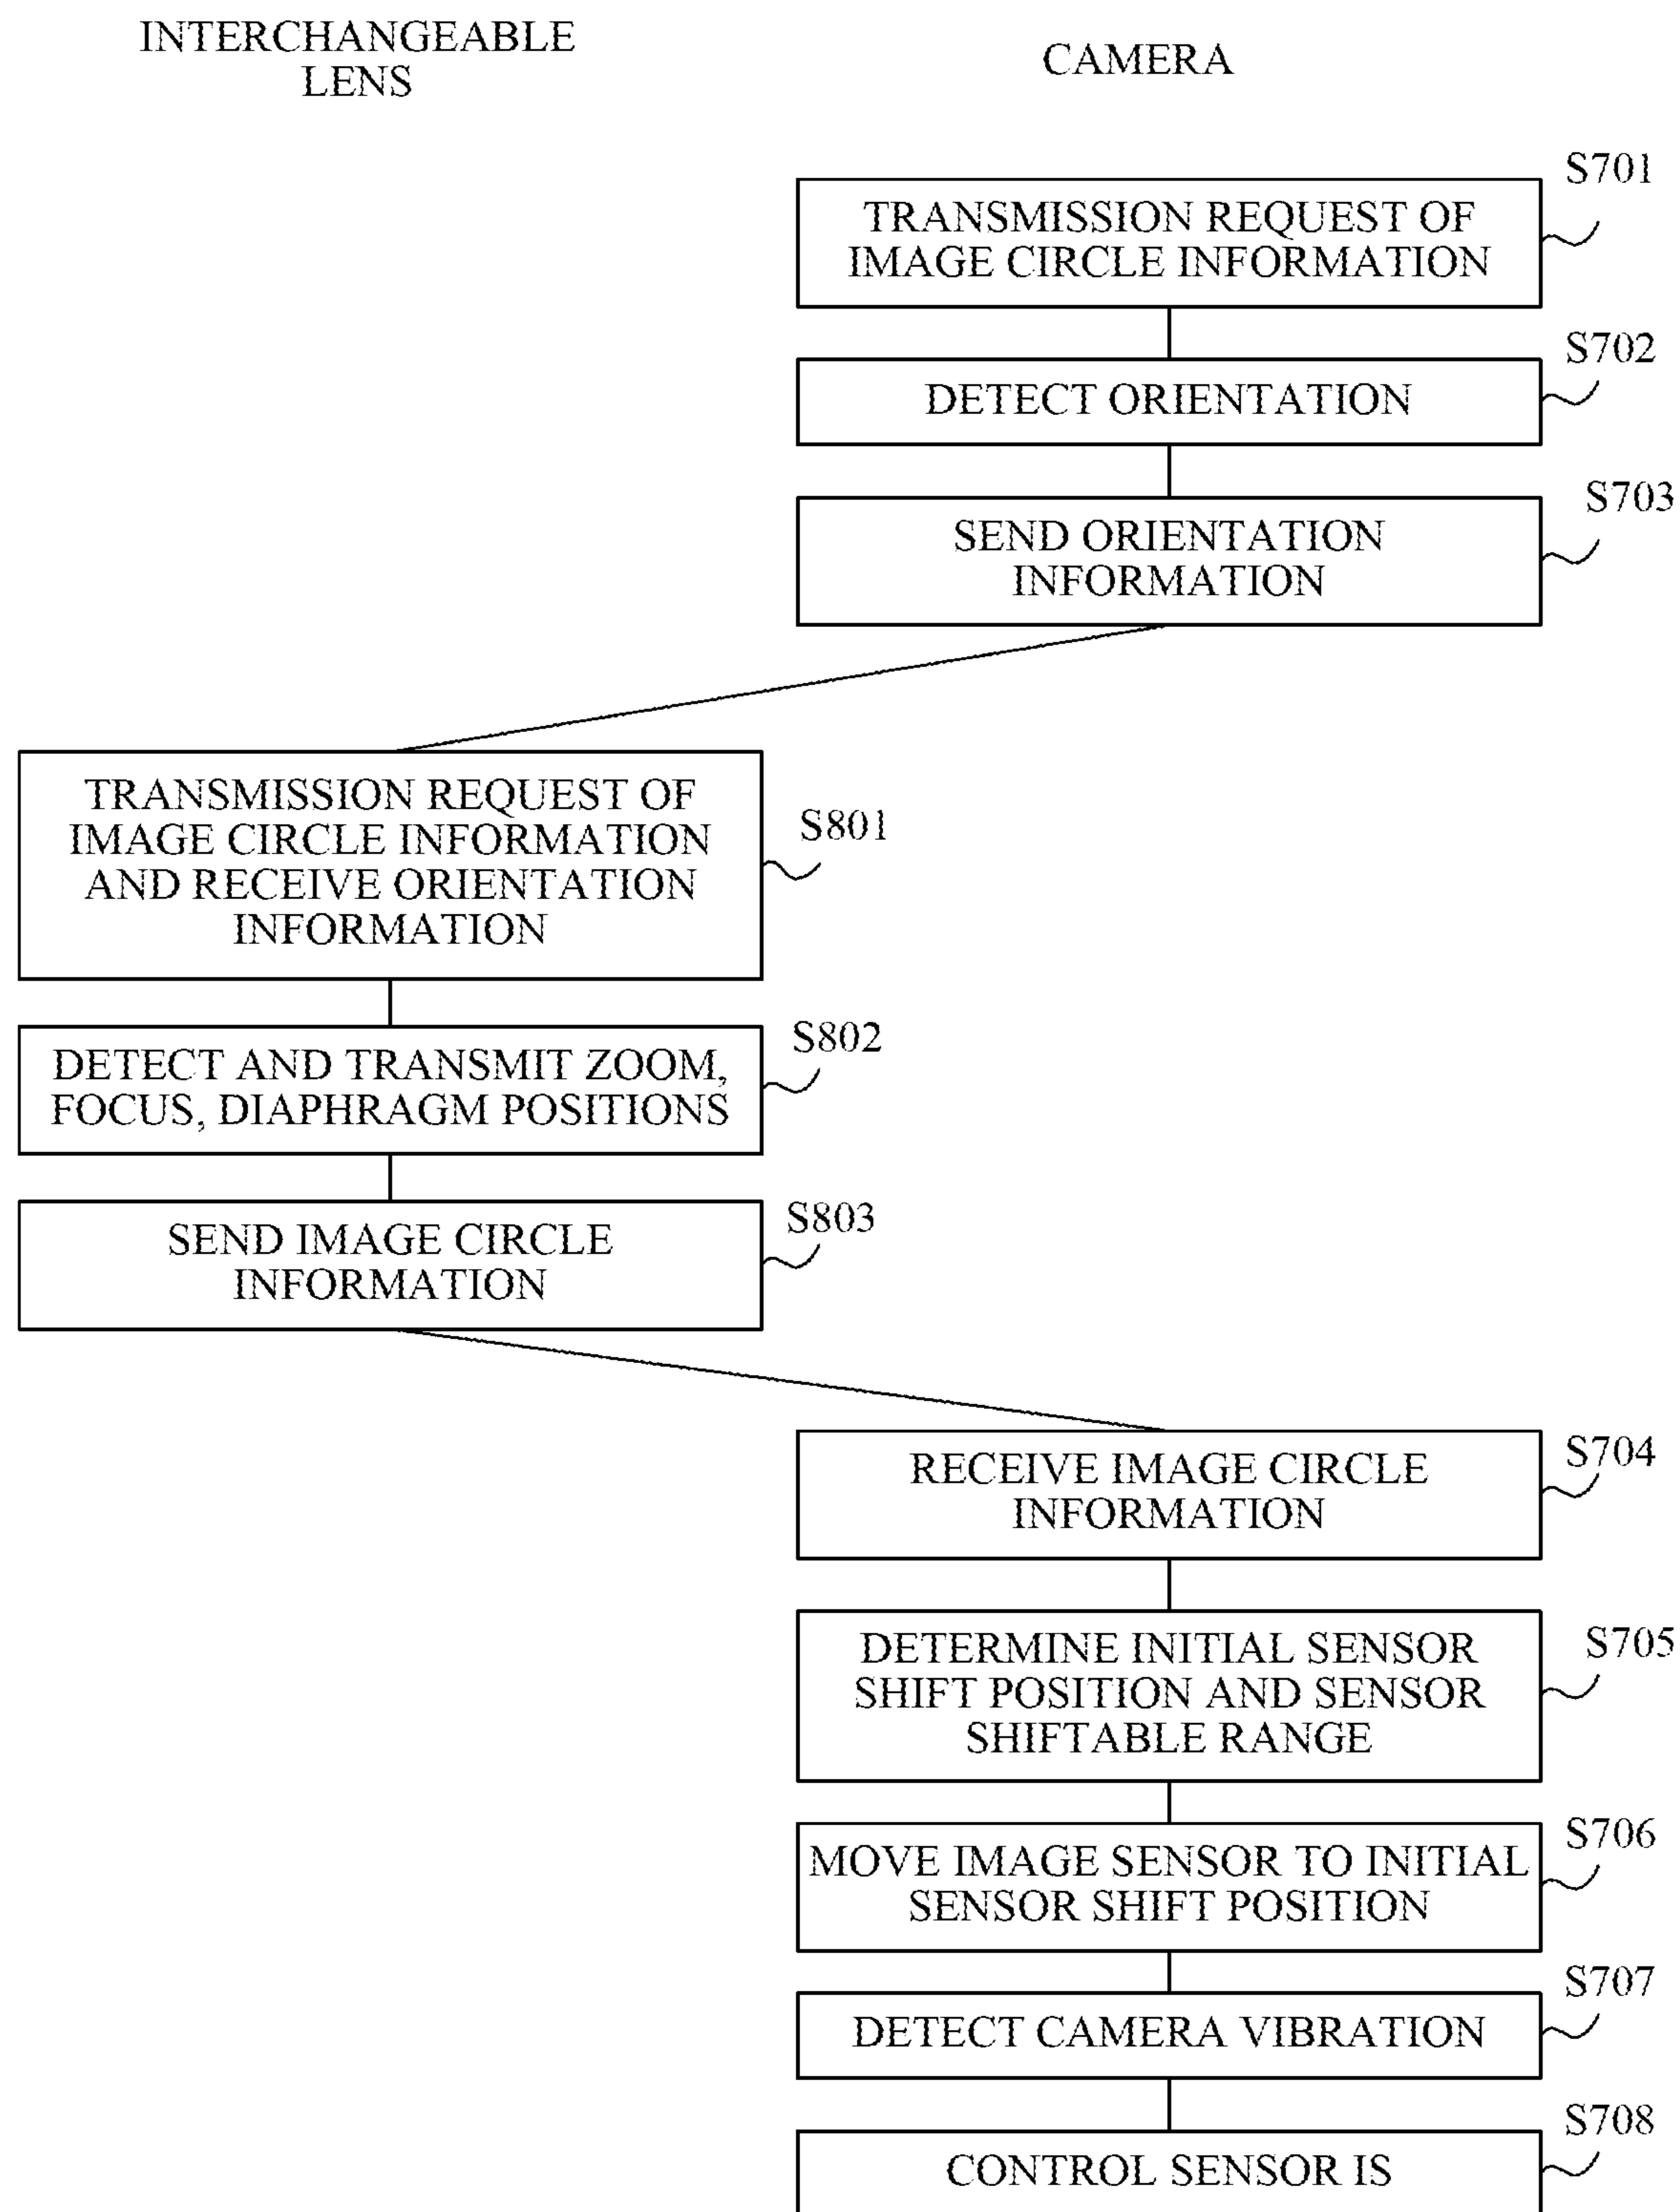 INTERCHANGEABLE
LENS
CAMERA
S701
TRANSMISSION REQUEST OF
IMAGE CIRCLE INFORMATION
S702
DETECT ORIENTATION
S703
SEND ORIENTATION
INFORMATION
TRANSMISSION REQUEST OF
IMAGE CIRCLE INFORMATION
AND RECEIVE ORIENTATION
INFORMATION
S801
S802
DETECT AND TRANSMIT ZOOM,
FOCUS, DIAPHRAGM POSITIONS
S803
SEND IMAGE CIRCLE
INFORMATION
S704
RECEIVE IMAGE CIRCLE
INFORMATION
S705
DETERMINE INITIAL SENSOR
SHIFT POSITION AND SENSOR
SHIFTABLE RANGE
S706
MOVE IMAGE SENSOR TO INITIAL
SENSOR SHIFT POSITION
S707
DETECT CAMERA VIBRATION
S708
CONTROL SENSOR IS